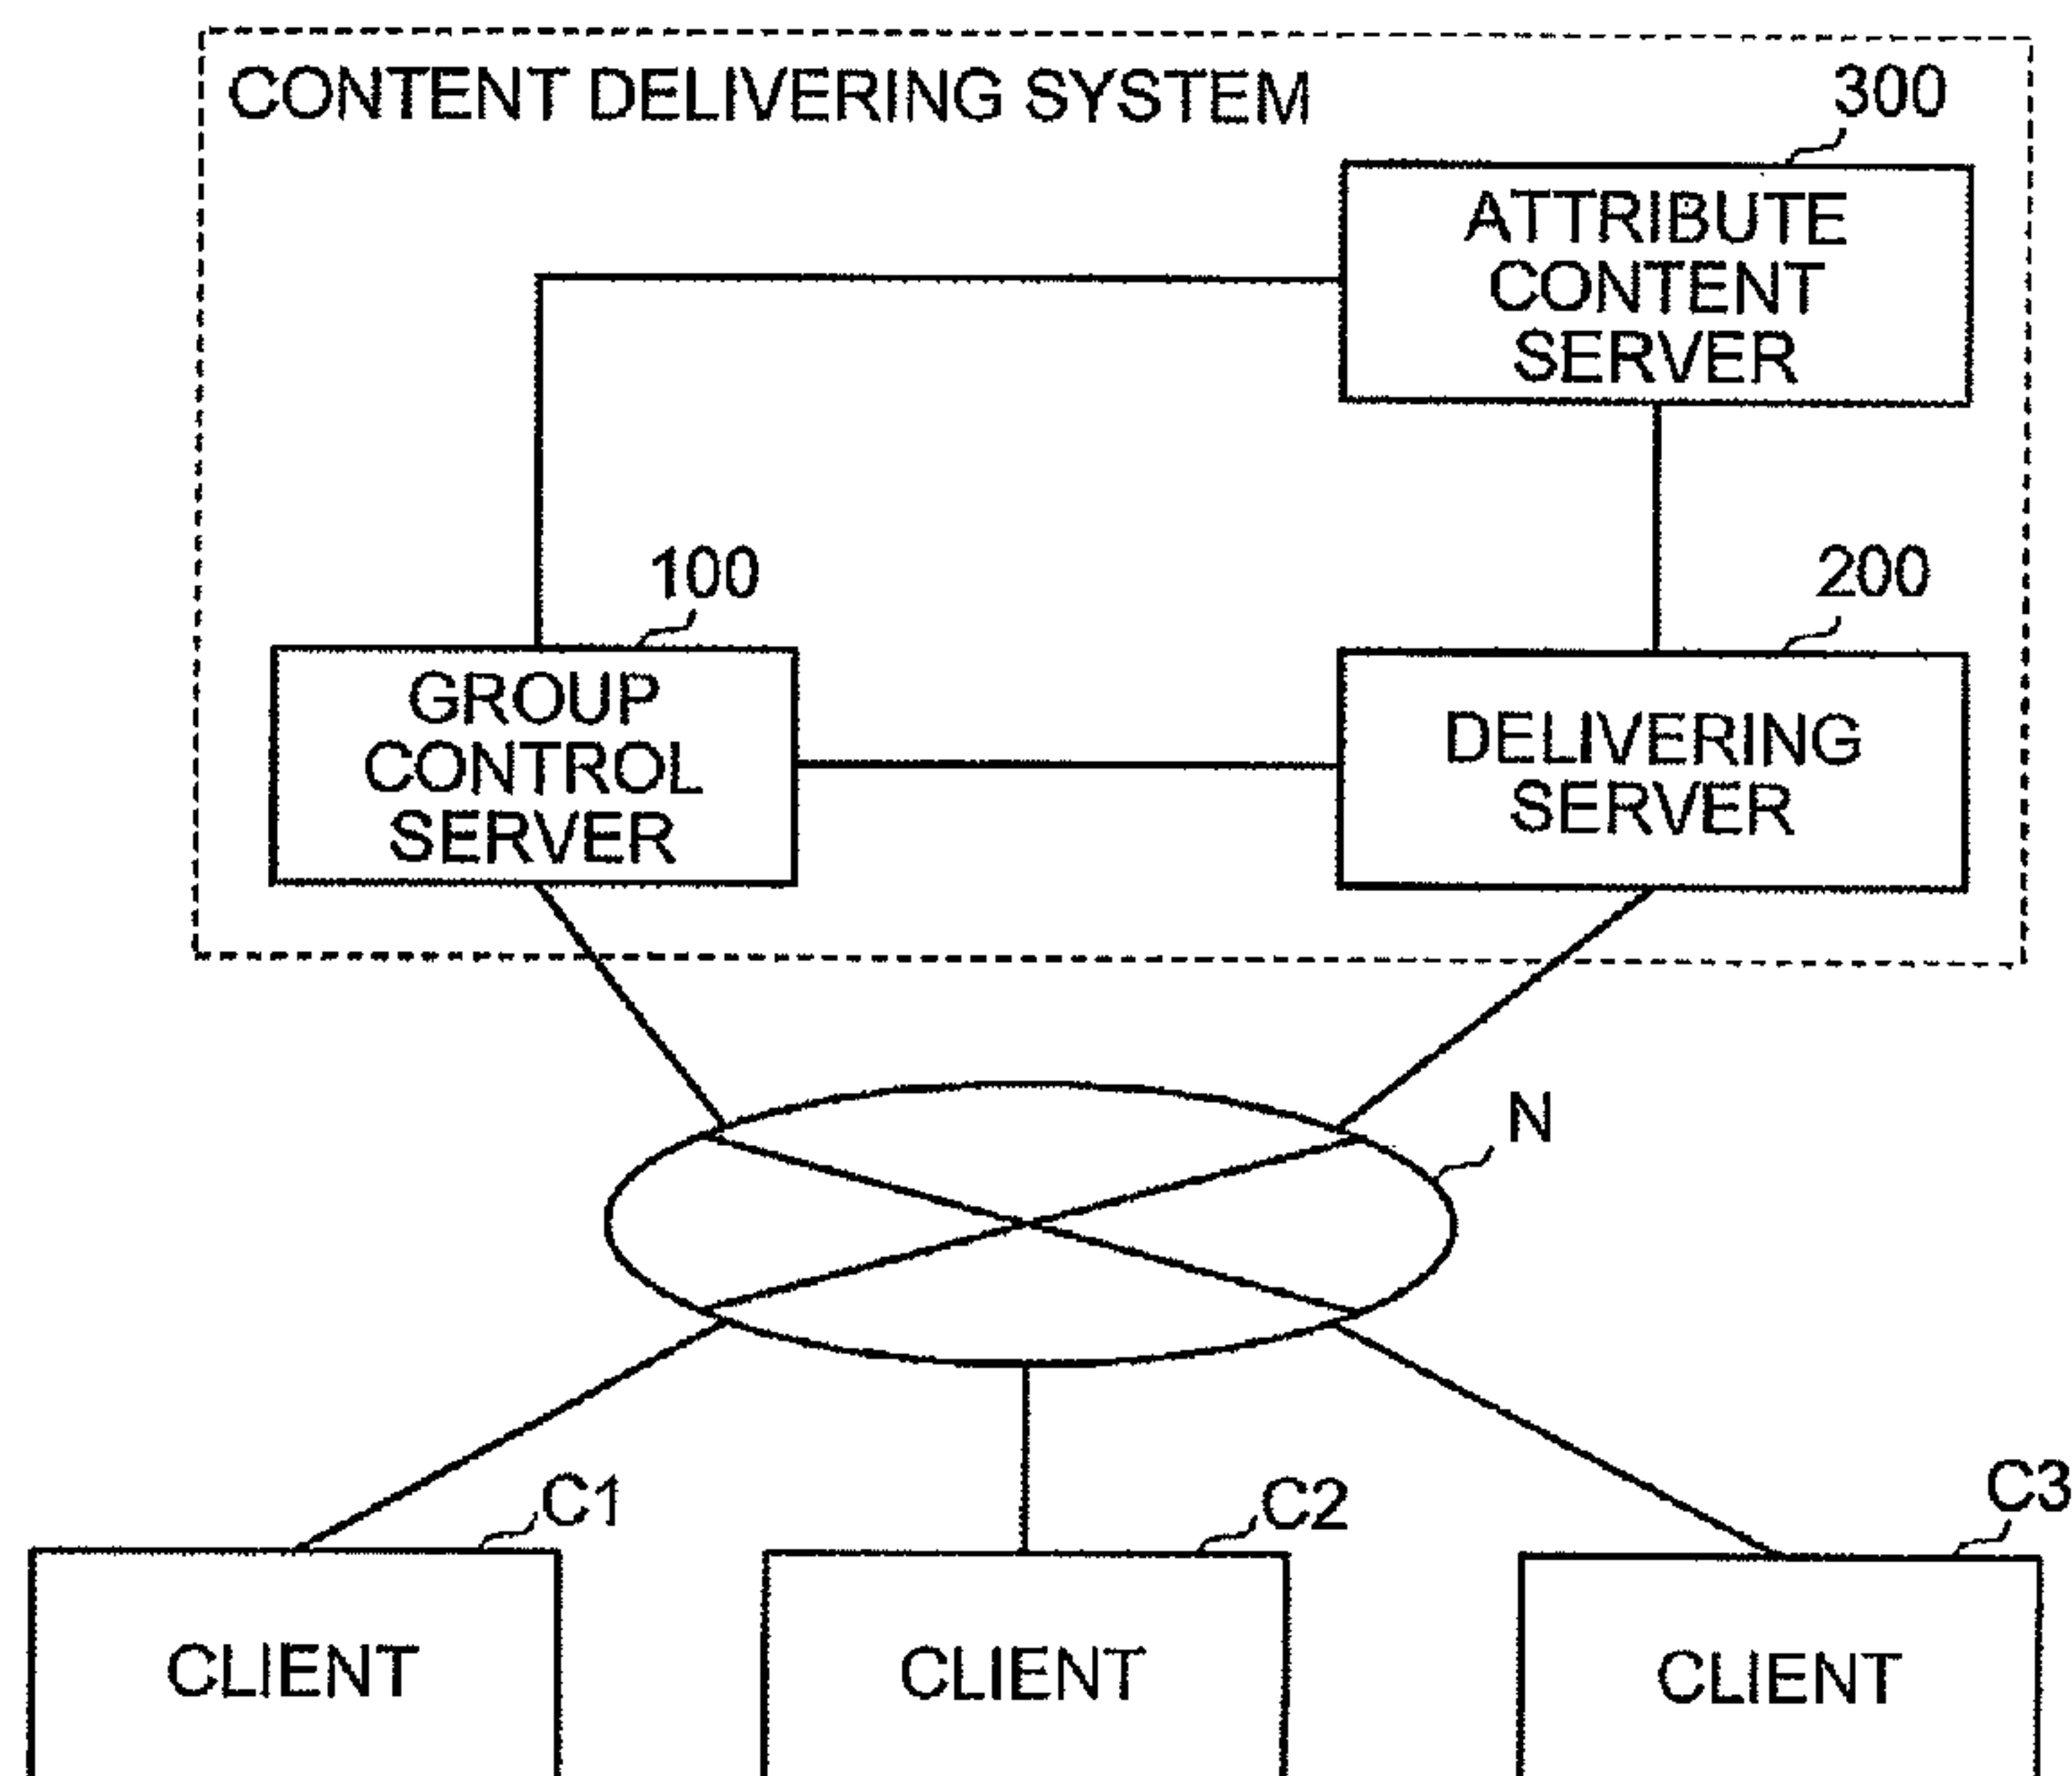 CONTENT DELIVERING SYSTEM
300
ATTRIBUTE
CONTENT
SERVER
100
200
GROUP
CONTROL
SERVER
DELIVERING
SERVER
N
C1
C2
C3
CLIENT
CLIENT
CLIENT